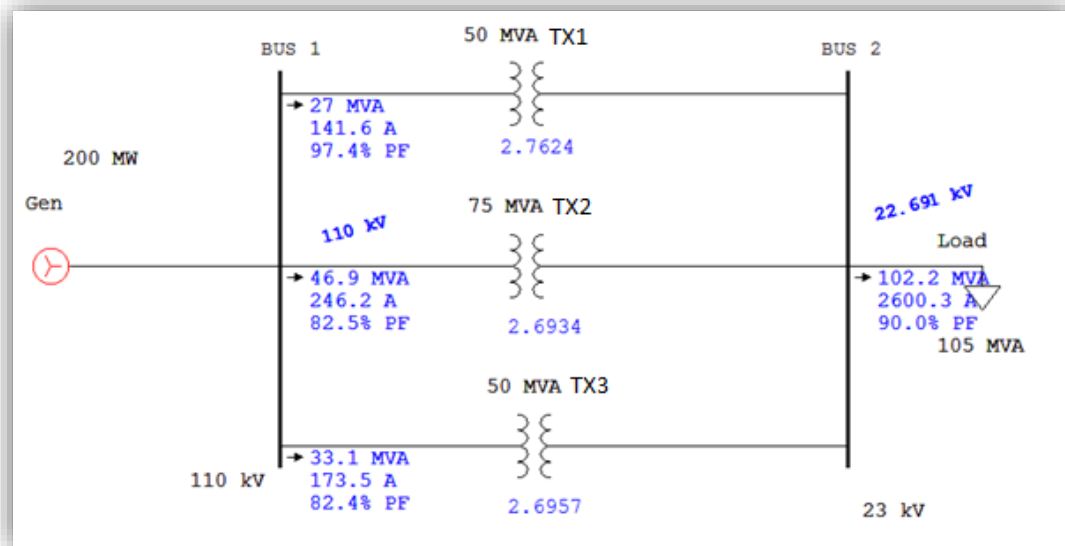 50 MVA TX1
BUS 1
BUS 2
27 MVA
141.6 A
97.4% PF
2.7624
200 MW
Gen
110 kV
75 MVA TX2
22.691 kV
Load
46.9 MVA
246.2 A
82.5% PF
2.6934
102.2 MVA
2600.3 A
90.0% PF
105 MVA
50 MVA TX3
33.1 MVA
173.5 A
82.4% PF
2.6957
110 kV
23 kV